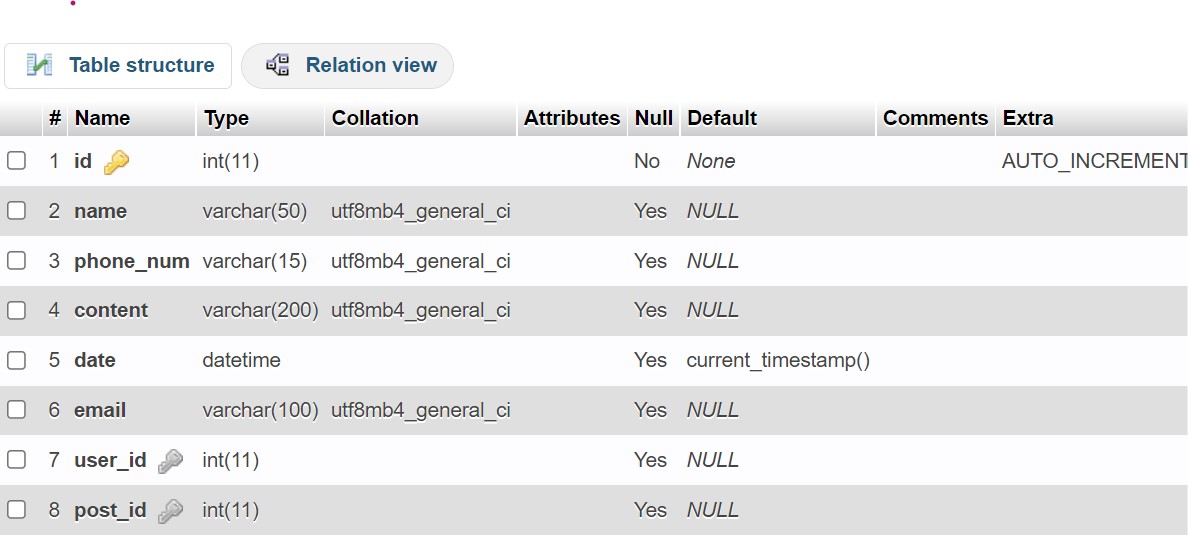 Table structure Relation view
# Name Type Collation Attributes Null Default Comments Extra
1 id int(11) No None AUTO_INCREMENT
2 name varchar(50) utf8mb4_general_ci Yes NULL
3 phone_num varchar(15) utf8mb4_general_ci Yes NULL
4 content varchar(200) utf8mb4_general_ci Yes NULL
5 date datetime Yes current_timestamp()
6 email varchar(100) utf8mb4_general_ci Yes NULL
7 user_id int(11) Yes NULL
8 post_id int(11) Yes NULL